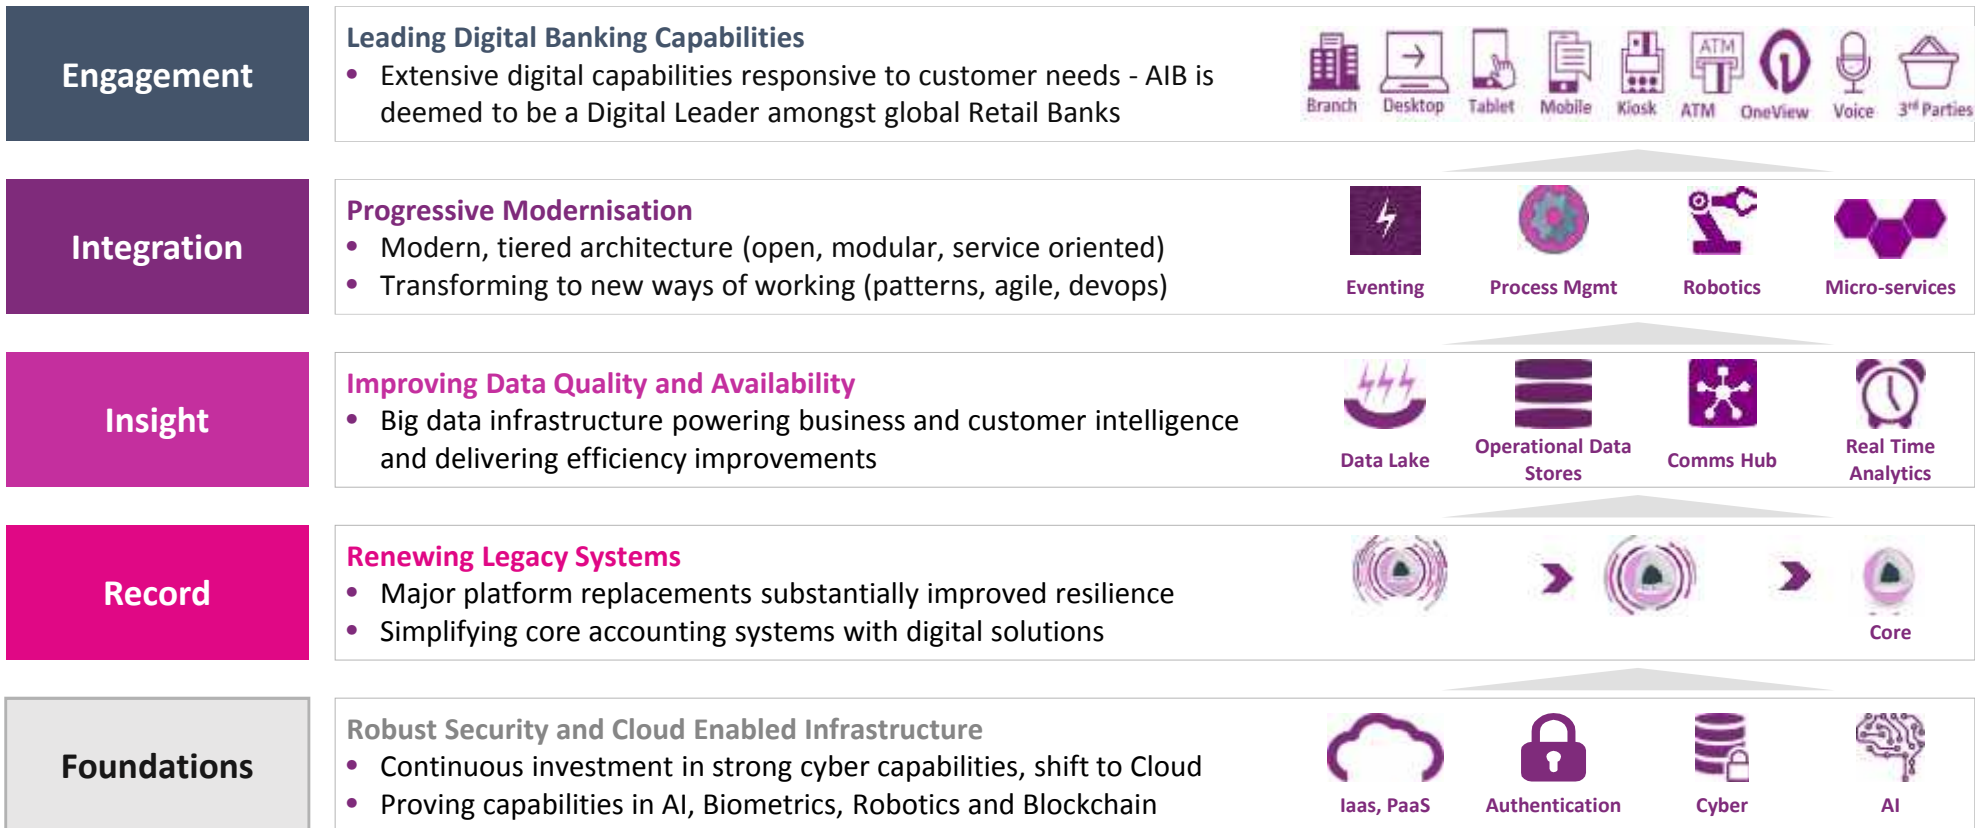 Engagement
Leading Digital Banking Capabilities
• Extensive digital capabilities responsive to customer needs - AIB is
deemed to be a Digital Leader amongst global Retail Banks
Branch
Desktop
Tablet
Mobile
Kiosk
ATM
ATM
OneView
Voice
3rd Parties
Integration
Progressive Modernisation
• Modern, tiered architecture (open, modular, service oriented)
• Transforming to new ways of working (patterns, agile, devops)
Eventing
Process Mgmt
Robotics
Micro-services
Insight
Improving Data Quality and Availability
• Big data infrastructure powering business and customer intelligence
and delivering efficiency improvements
Data Lake
Operational Data
Stores
Comms Hub
Real Time
Analytics
Record
Renewing Legacy Systems
• Major platform replacements substantially improved resilience
• Simplifying core accounting systems with digital solutions
Core
Foundations
Robust Security and Cloud Enabled Infrastructure
• Continuous investment in strong cyber capabilities, shift to Cloud
• Proving capabilities in AI, Biometrics, Robotics and Blockchain
Iaas, PaaS
Authentication
Cyber
AI